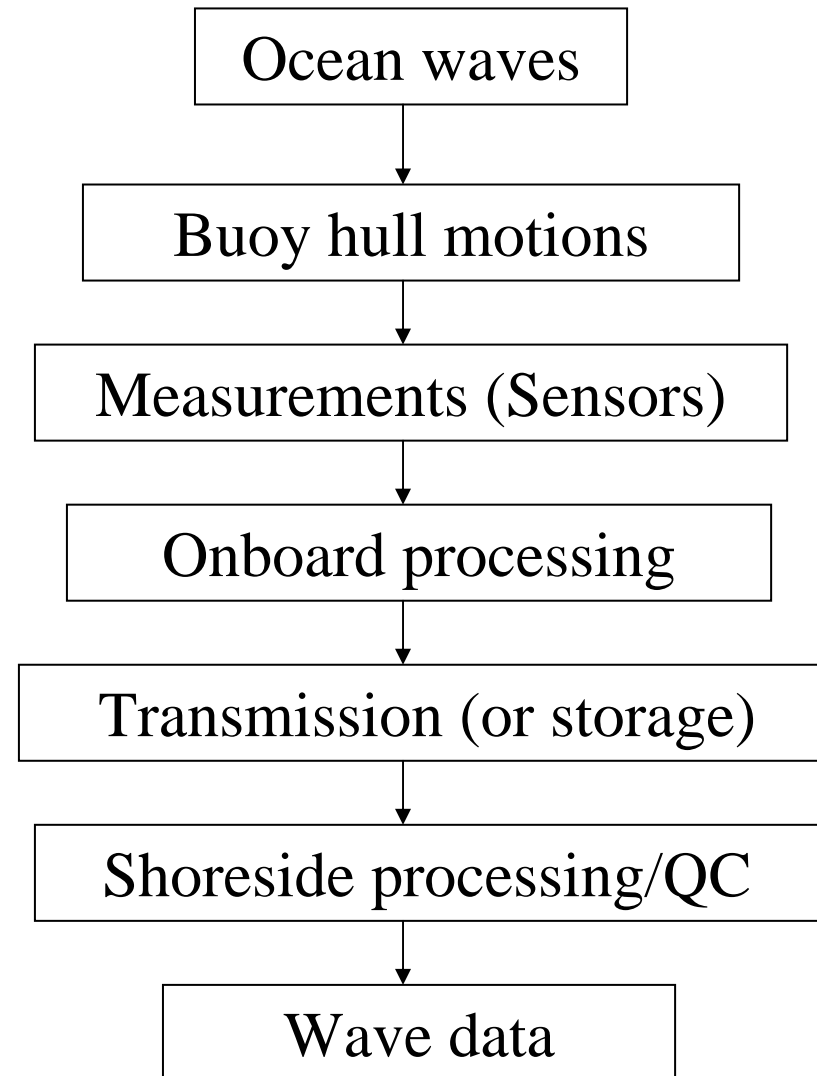 Ocean waves
Buoy hull motions
Measurements (Sensors)
Onboard processing
Transmission (or storage)
Shoreside processing/QC
Wave data